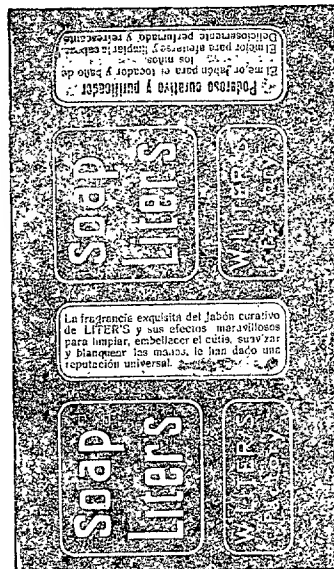 Poderoso curativo y purificador
El mejor jabón para el tocador y baño de
los niños.
El mejor para afeitarse y limpiar la cabeza.
Deliciosamente perfumado y refrescante
soap
Liter's
WLITER'S
La fragrancia exquisita del Jabón curativo
de LITER'S y sus efectos maravillosos
para limpiar, embellecer el cútis, suavizar
y blanquear las manos, le han dado una
reputación universal.
soap
Liter's
WLITER'S